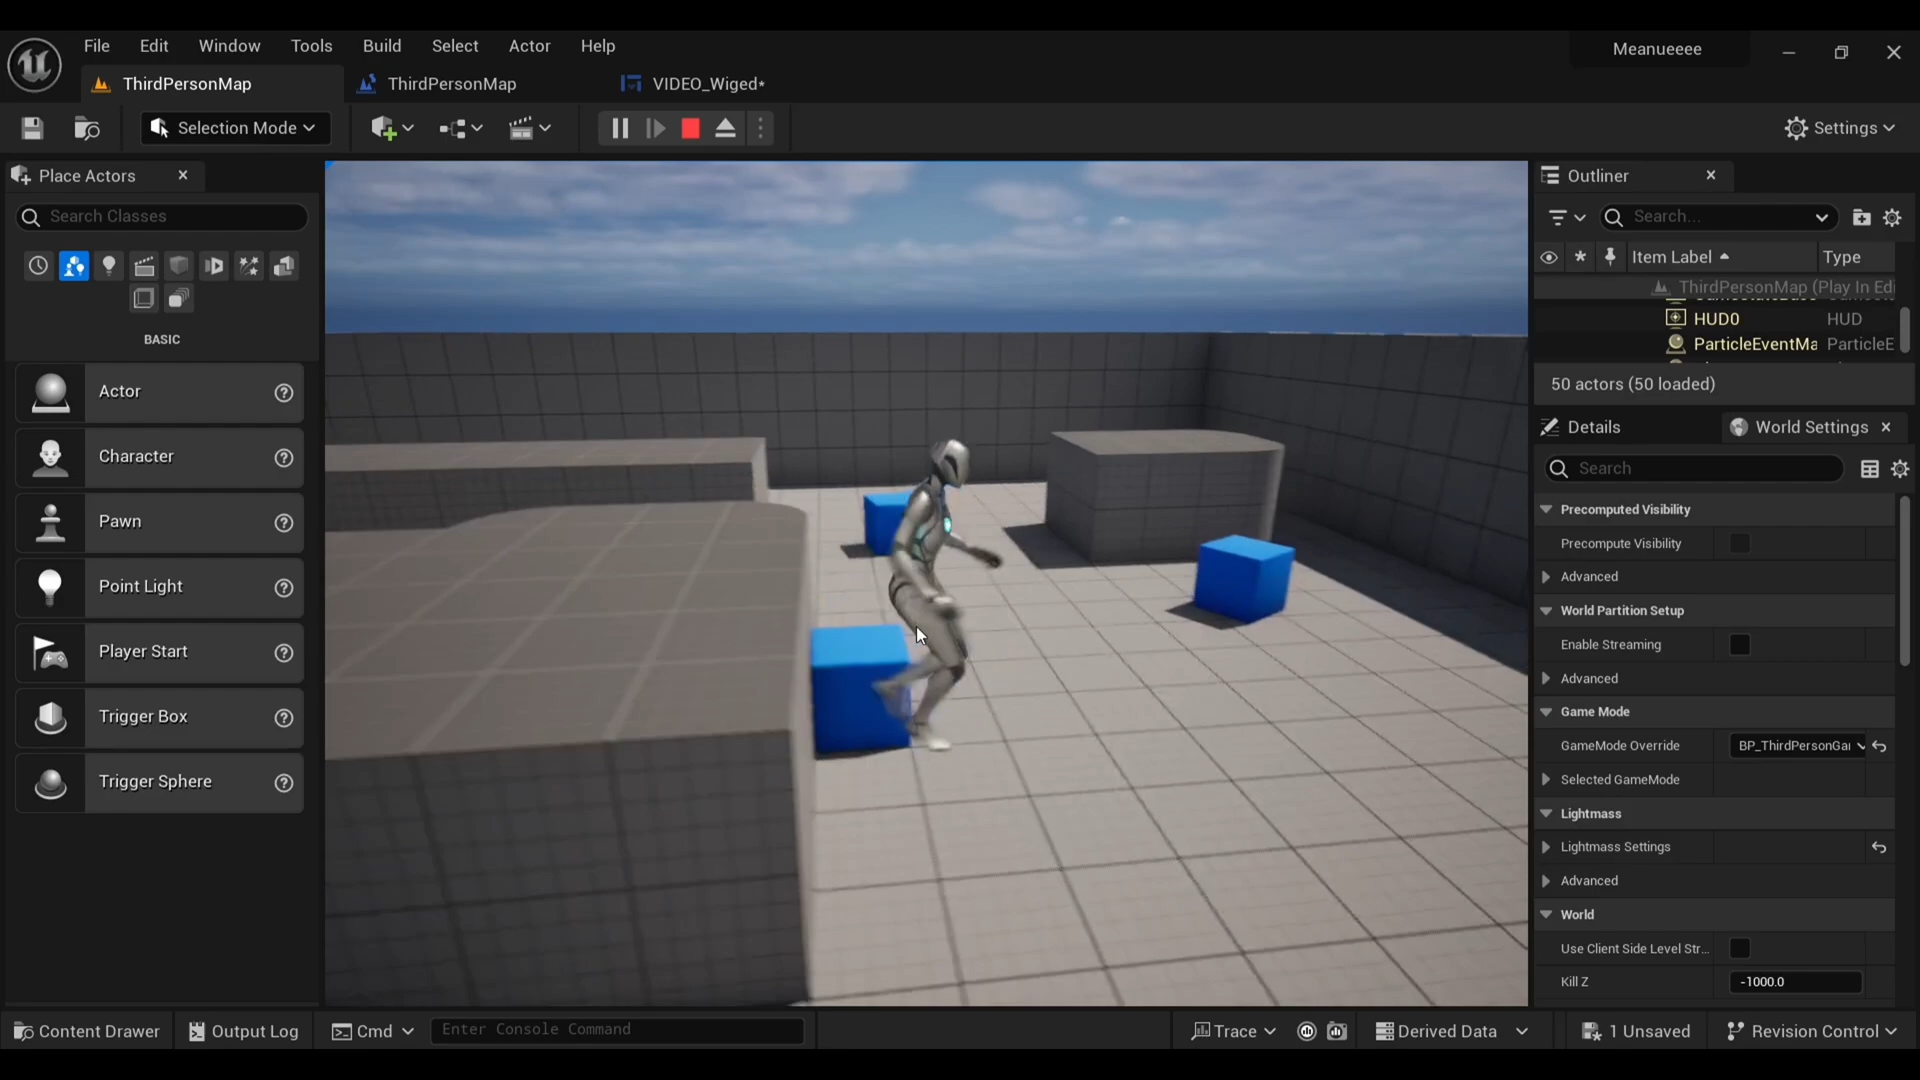 File Edit Window Tools Build Select Actor Help
Meanueeee
ThirdPersonMap
ThirdPersonMap
VIDEO_Wiged*
Selection Mode
Settings
Place Actors
Search Classes
BASIC
Actor
Character
Pawn
Point Light
Player Start
Trigger Box
Trigger Sphere
Outliner
Search...
Item Label
Type
ThirdPersonMap (Play In Edi
HUD0
HUD
ParticleEventMa
ParticleE
50 actors (50 loaded)
Details
World Settings
Search
Precomputed Visibility
Precompute Visibility
Advanced
World Partition Setup
Enable Streaming
Advanced
Game Mode
GameMode Override
BP_ThirdPersonGa
Selected GameMode
Lightmass
Lightmass Settings
Advanced
World
Use Client Side Level Str...
Kill Z
-1000.0
Content Drawer
Output Log
Cmd
Enter Console Command
Trace
Derived Data
1 Unsaved
Revision Control